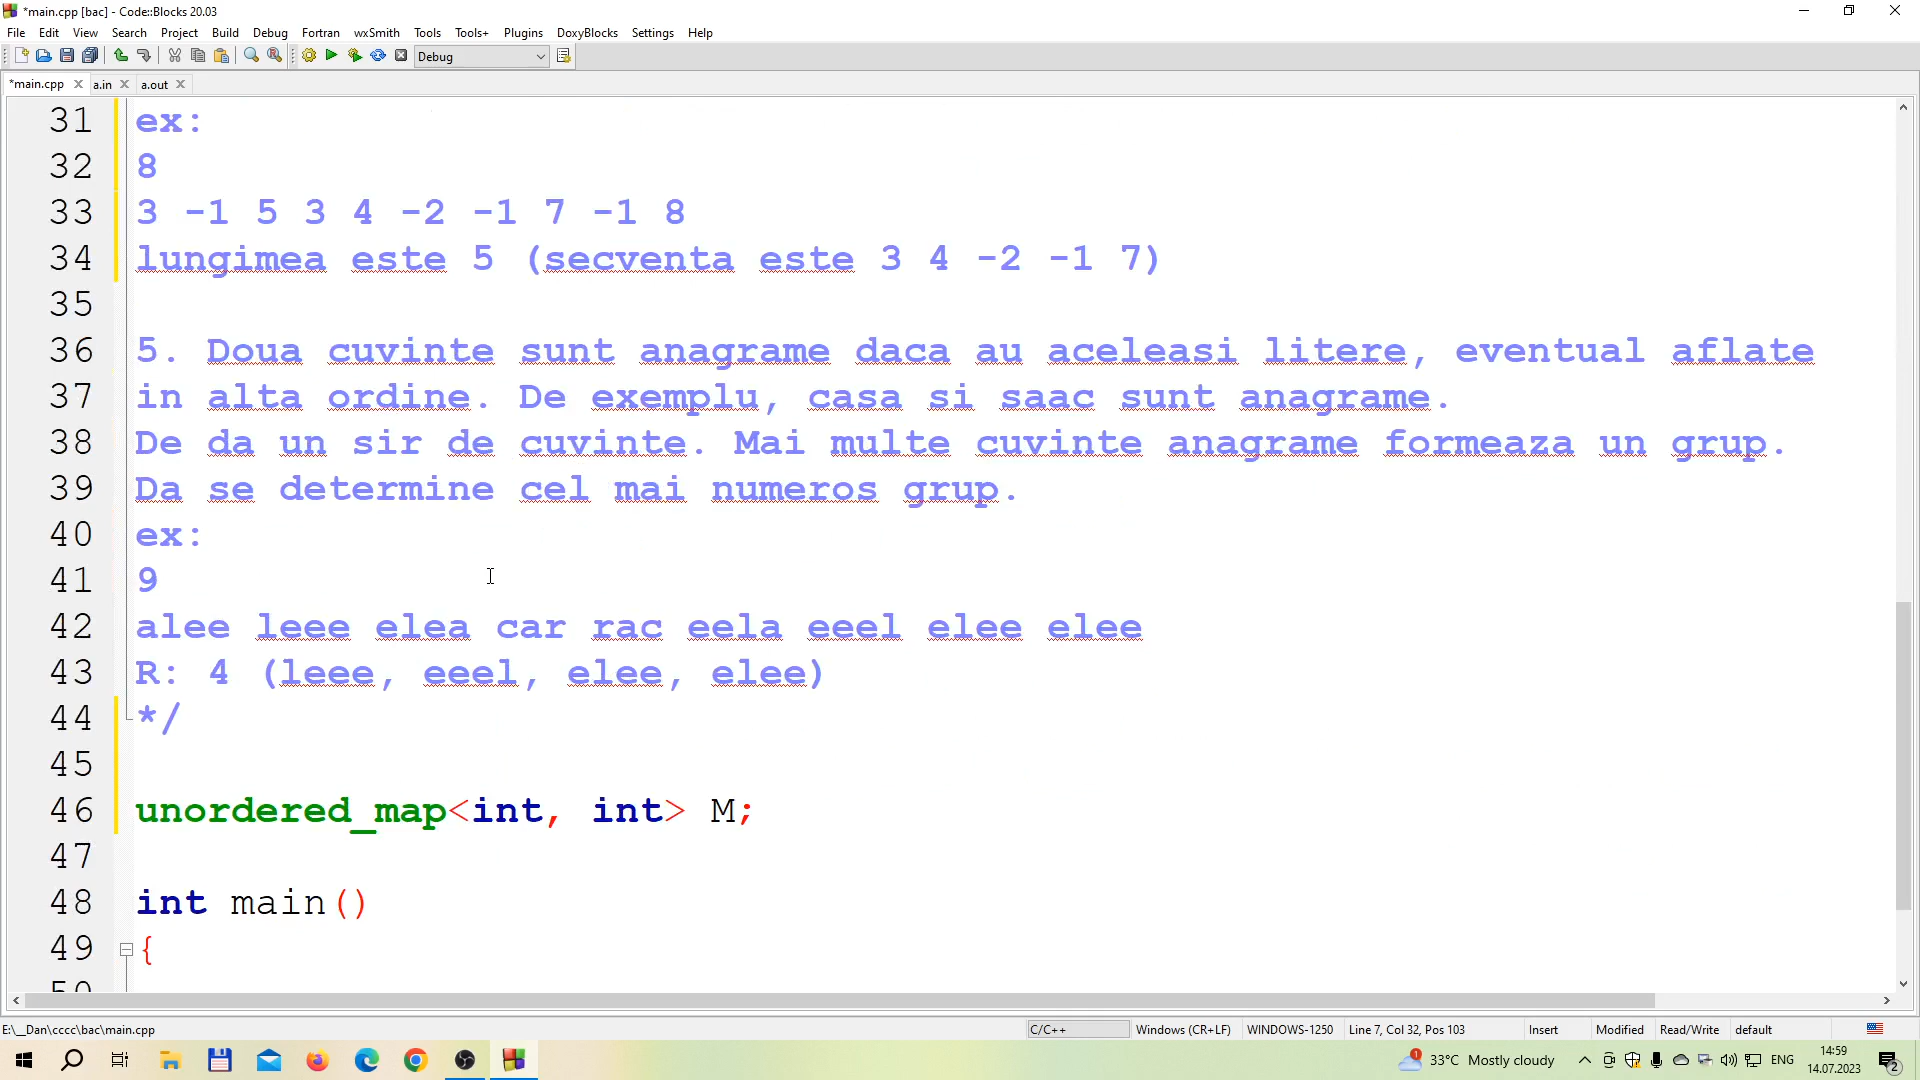 *main.cpp [bac] - Code::Blocks 20.03
File Edit View Search Project Build Debug Fortran wxSmith Tools Tools+ Plugins DoxyBlocks Settings Help
Debug
*main.cpp a.in a.out
31 ex:
32 8
33 3 -1 5 3 4 -2 -1 7 -1 8
34 lungimea este 5 (secventa este 3 4 -2 -1 7)
35
36 5. Doua cuvinte sunt anagrame daca au aceleasi litere, eventual aflate
37 in alta ordine. De exemplu, casa si saac sunt anagrame.
38 De da un sir de cuvinte. Mai multe cuvinte anagrame formeaza un grup.
39 Da se determine cel mai numeros grup.
40 ex:
41 9
42 alee leee elea car rac eela eeel elee elee
43 R: 4 (leee, eeel, elee, elee)
44 */
45
46 unordered_map<int, int> M;
47
48 int main()
49 {
50
E:\__Dan\cccc\bac\main.cpp C/C++ Windows (CR+LF) WINDOWS-1250 Line 7, Col 32, Pos 103 Insert Modified Read/Write default
1 33°C Mostly cloudy ENG 14:59
14.07.2023 2